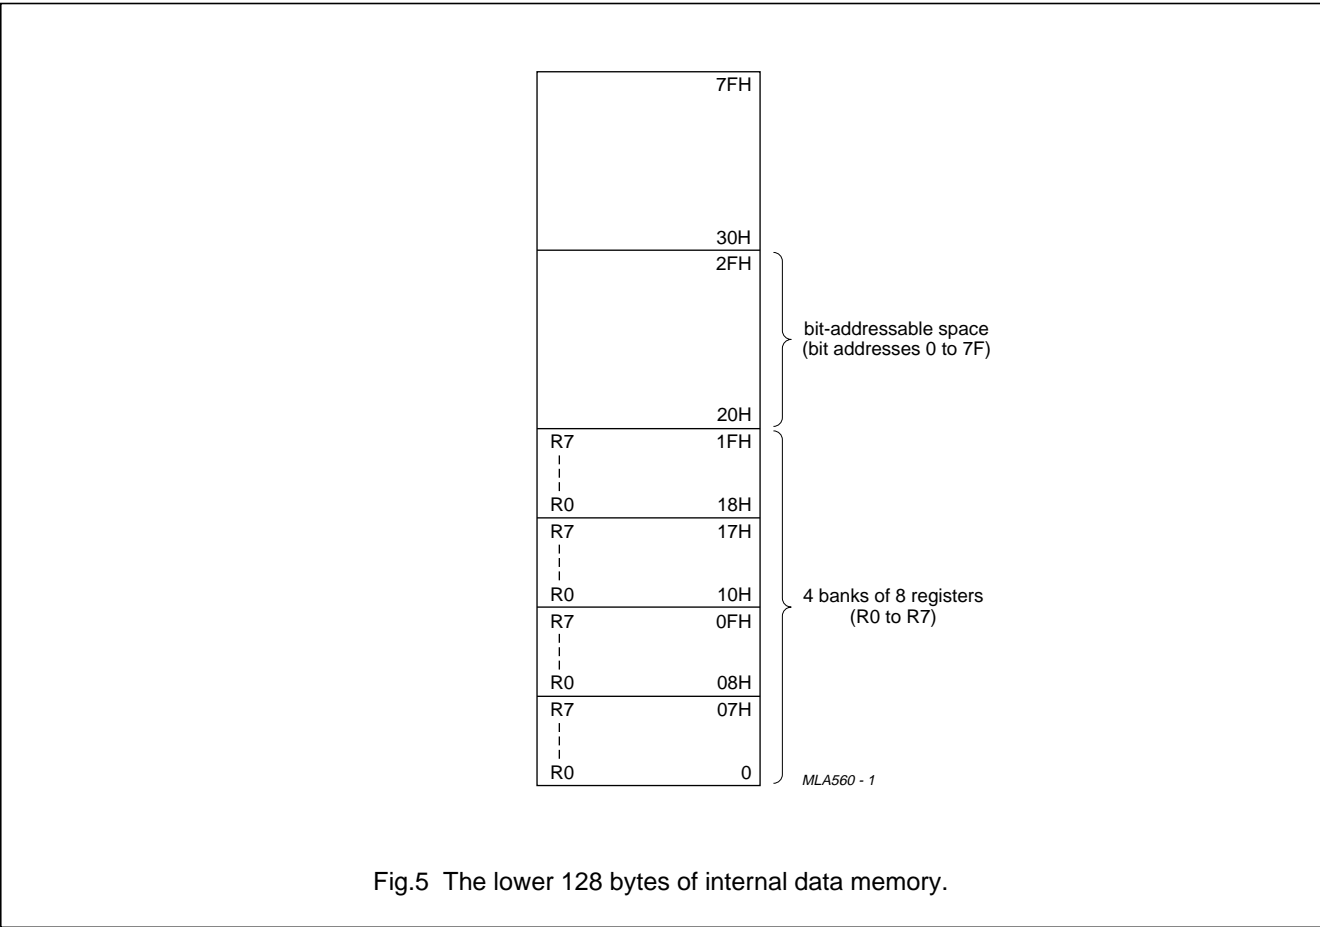 7FH
30H
2FH
bit-addressable space
(bit addresses 0 to 7F)
20H
R7 1FH
R0 18H
R7 17H
R0 10H
4 banks of 8 registers
(R0 to R7)
R7 0FH
R0 08H
R7 07H
R0 0
MLA560 - 1
Fig.5 The lower 128 bytes of internal data memory.